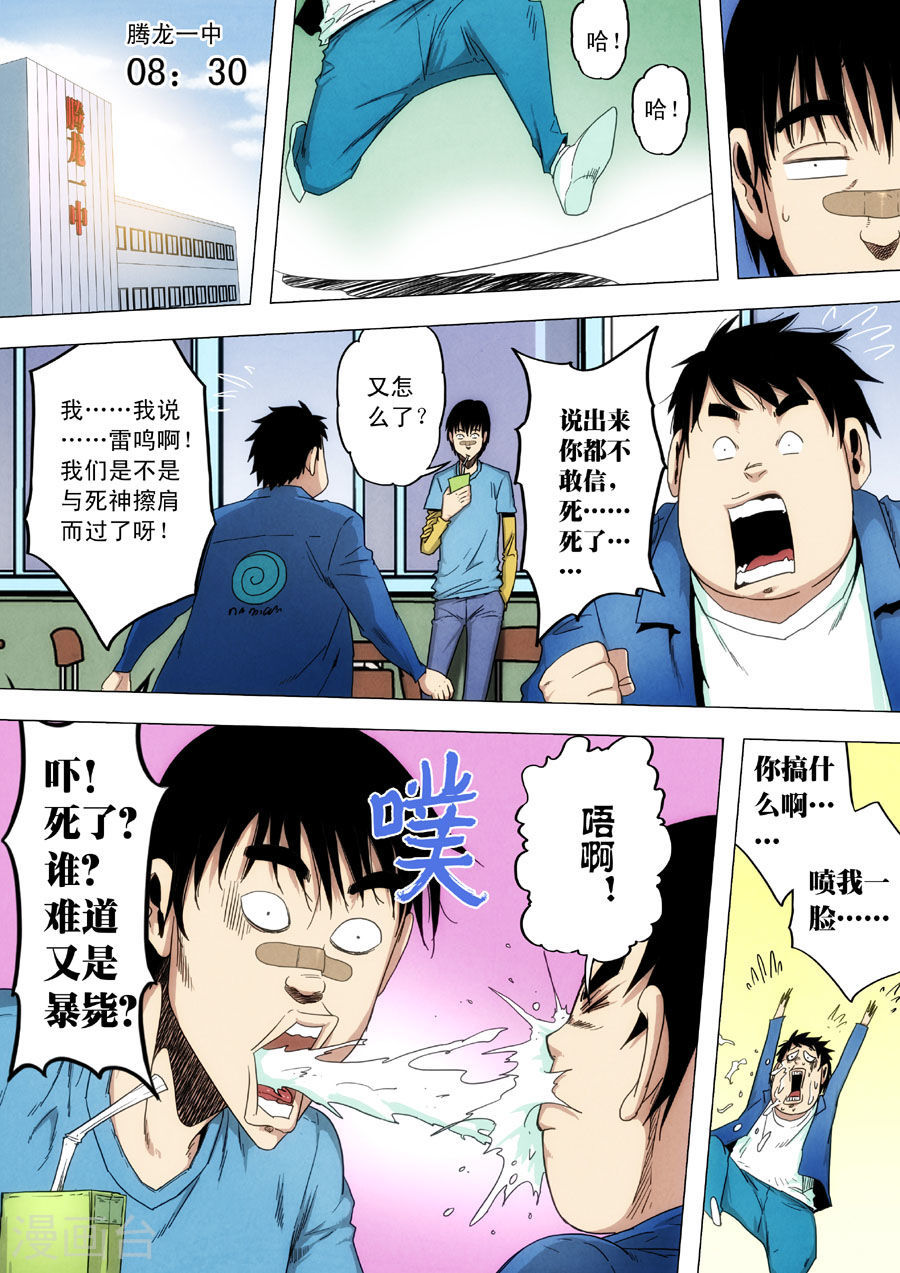 腾龙一中
08：30
腾龙一中
哈！
哈！
我……我说
……雷鸣啊！
我们是不是
与死神擦肩
而过了呀！
又怎
么了？
说出来
你都不
敢信，
死……
死了…
…
吓！
死了？
谁？
难道
又是
暴毙？
噗
唔
啊！
你搞什
么啊…
…
喷我一
脸……
漫画台